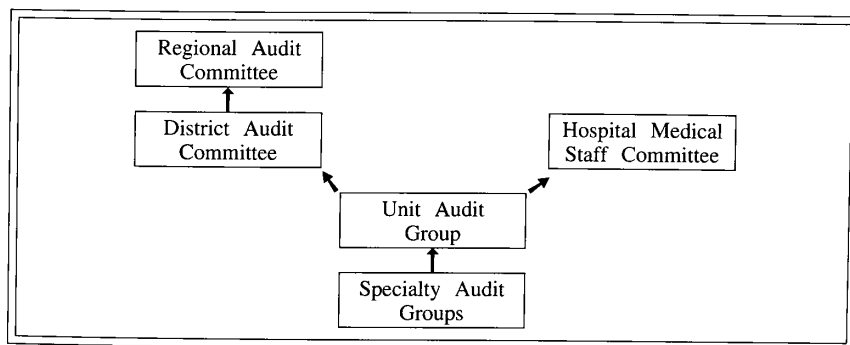 Regional Audit
Committee
District Audit
Committee
Hospital Medical
Staff Committee
Unit Audit
Group
Specialty Audit
Groups